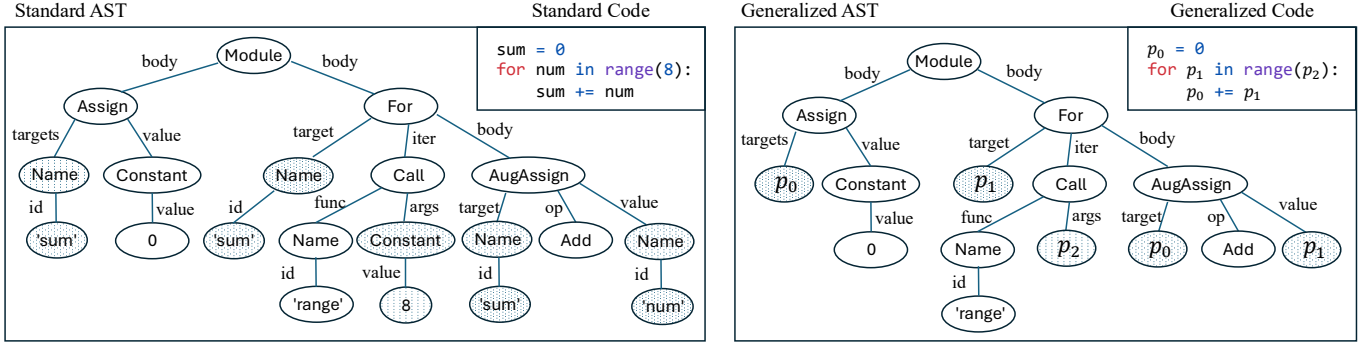 Standard AST
Standard Code
sum = 0
for num in range(8):
sum += num
Module
body
body
Assign
For
targets
value
target
iter
body
Name
Constant
Name
Call
AugAssign
id
value
id
func
args
target
op
value
'sum'
0
'sum'
Name
Constant
Name
Add
Name
id
value
id
id
'range'
8
'sum'
'num'
Generalized AST
Generalized Code
p₀ = 0
for p₁ in range(p₂):
p₀ += p₁
Module
body
body
Assign
For
targets
value
target
iter
body
p₀
Constant
p₁
Call
AugAssign
value
func
args
target
op
value
0
Name
p₂
p₀
Add
p₁
id
'range'